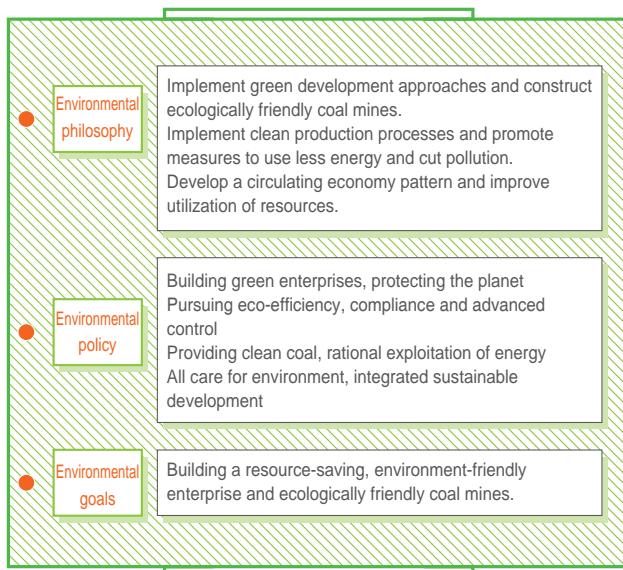 Environmental
philosophy
Implement green development approaches and construct
ecologically friendly coal mines.
Implement clean production processes and promote
measures to use less energy and cut pollution.
Develop a circulating economy pattern and improve
utilization of resources.
Environmental
policy
Building green enterprises, protecting the planet
Pursuing eco-efficiency, compliance and advanced
control
Providing clean coal, rational exploitation of energy
All care for environment, integrated sustainable
development
Environmental
goals
Building a resource-saving, environment-friendly
enterprise and ecologically friendly coal mines.